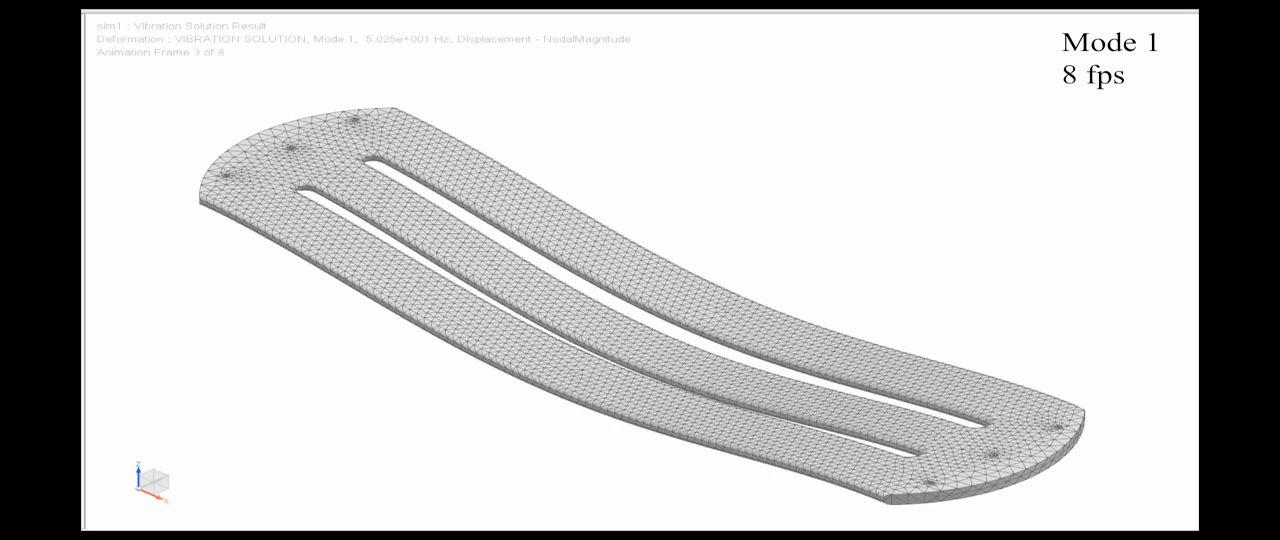 sim1 : Vibration Solution Result
Deformation : VIBRATION SOLUTION, Mode 1, 5.025e+001 Hz, Displacement - NodalMagnitude
Animation Frame 3 of 8
Mode 1
8 fps
Z
X